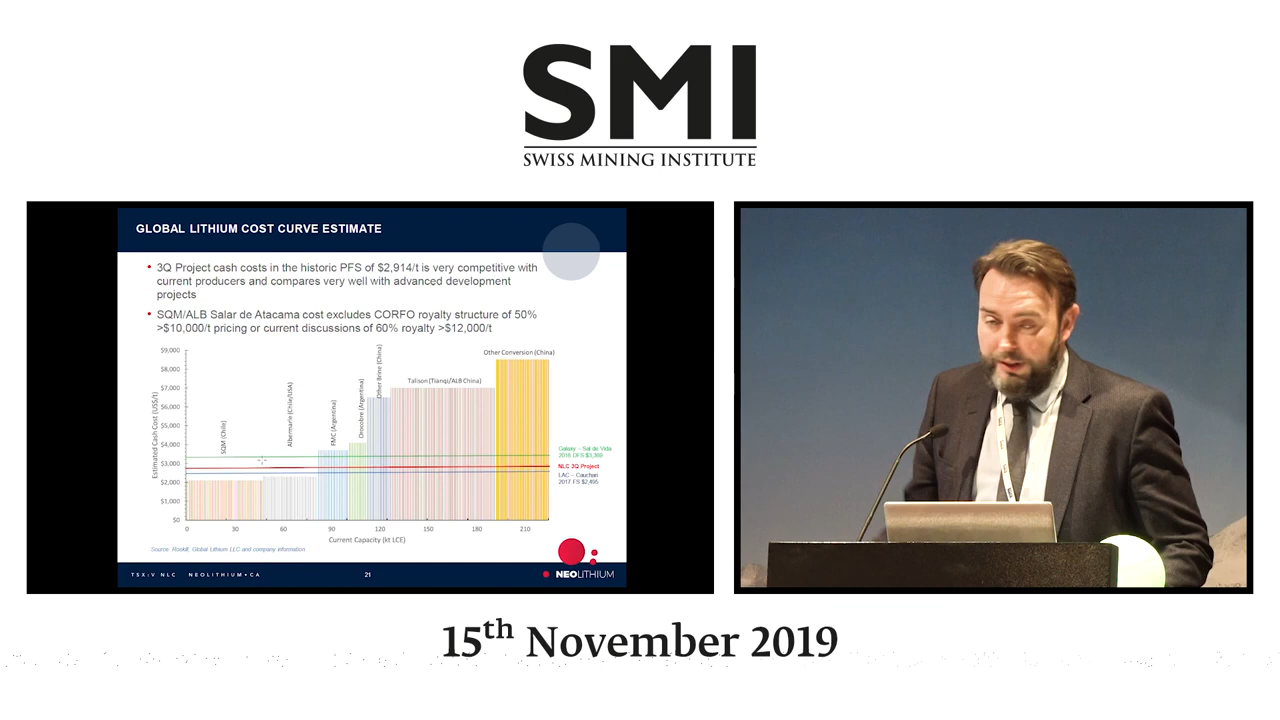 SMI
SWISS MINING INSTITUTE
GLOBAL LITHIUM COST CURVE ESTIMATE
• 3Q Project cash costs in the historic PFS of $2,914/t is very competitive with
current producers and compares very well with advanced development
projects
• SQM/ALB Salar de Atacama cost excludes CORFO royalty structure of 50%
>$10,000/t pricing or current discussions of 60% royalty >$12,000/t
Estimated Cash Cost (US$/t)
$9,000
$8,000
$7,000
$6,000
$5,000
$4,000
$3,000
$2,000
$1,000
$0
SQM (Chile)
Albermarle (Chile/USA)
FMC (Argentina)
Orocobre (Argentina)
Other Brine (China)
Talison (Tianqi/ALB China)
Other Conversion (China)
Galaxy – Sal de Vida
2018 DFS $3,369
NLC 3Q Project
LAC – Cauchari
2017 FS $2,495
0 30 60 90 120 150 180 210
Current Capacity (kt LCE)
Source: Roskill, Global Lithium LLC and company information
TSX:V NLC NEOLITHIUM•CA
21
NEOLITHIUM
15th November 2019